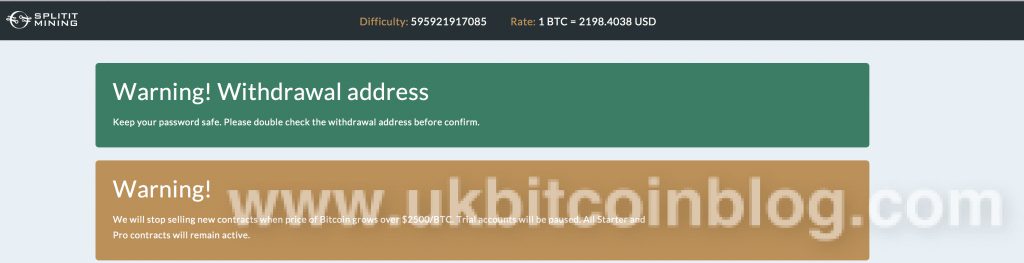 SPLITIT
MINING
Difficulty: 595921917085 Rate: 1 BTC = 2198.4038 USD
Warning! Withdrawal address
Keep your password safe. Please double check the withdrawal address before confirm.
Warning!
www.ukbitcoinblog.com
We will stop selling new contracts when price of Bitcoin grows over $2500/BTC. Trial accounts will be paused. All Starter and
Pro contracts will remain active.